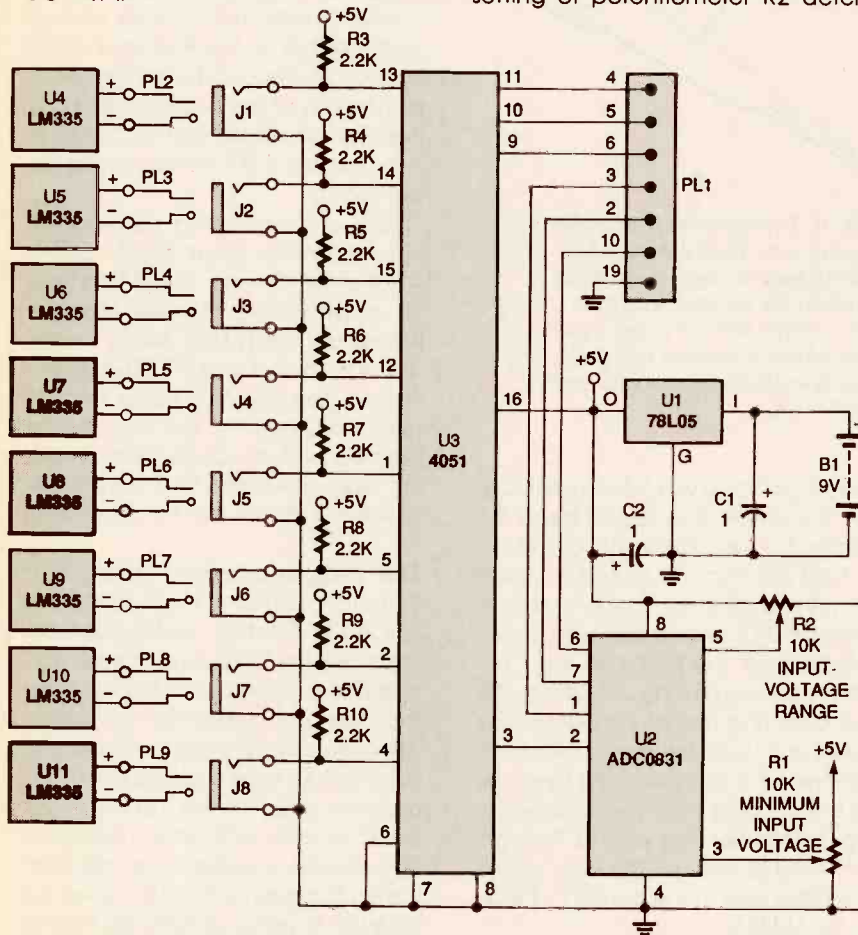 +5V
R3
2.2K
U4
LM335
+ PL2
−
J1
13
11
4
+5V
R4
2.2K
10
5
9
6
U5
LM335
+ PL3
−
J2
14
3
PL1
+5V
R5
2.2K
2
10
U6
LM335
+ PL4
−
J3
15
19
+5V
R6
2.2K
U7
LM335
+ PL5
−
J4
12
+5V
R7
2.2K
U3
4051
16
+5V
O
U1
78L05
I
G
+
B1
9V
C1
1
+
C2
1
+
U8
LM335
+ PL6
−
J5
1
+5V
R8
2.2K
U9
LM335
+ PL7
−
J6
5
+5V
R9
2.2K
8
6
5
7
1
2
R2
10K
INPUT-
VOLTAGE
RANGE
U10
LM335
+ PL8
−
J7
2
+5V
R10
2.2K
3
U2
ADC0831
+5V
R1
10K
MINIMUM
INPUT
VOLTAGE
3
U11
LM335
+ PL9
−
J8
4
6
7
8
4